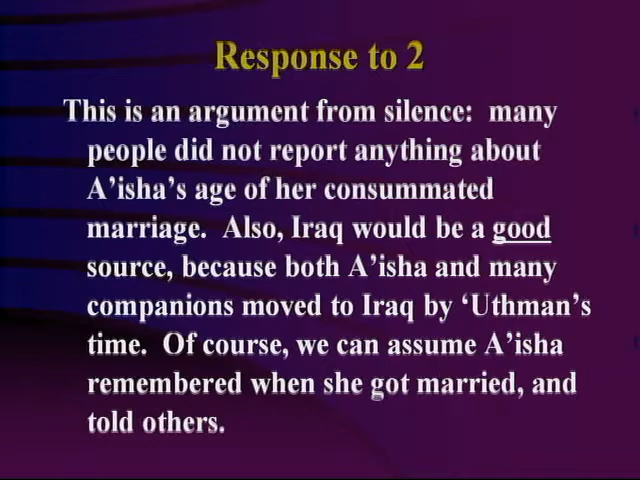 Response to 2
This is an argument from silence:  many
people did not report anything about
A’isha’s age of her consummated
marriage.  Also, Iraq would be a good
source, because both A’isha and many
companions moved to Iraq by ‘Uthman’s
time.  Of course, we can assume A’isha
remembered when she got married, and
told others.